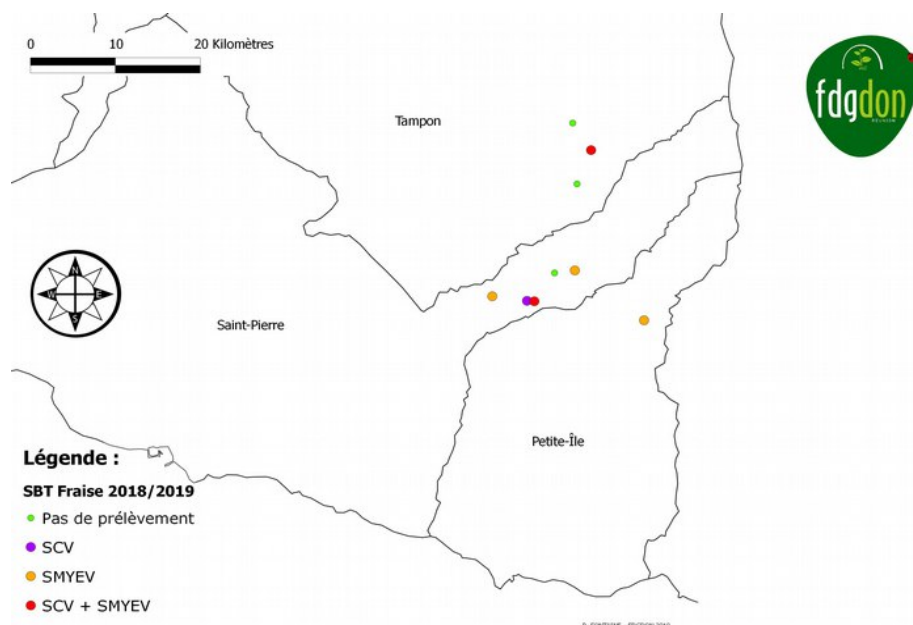 0 10 20 Kilomètres
fdgdon
RÉUNION
Tampon
N
W E
S
Saint-Pierre
Petite-Île
Légende :
SBT Fraise 2018/2019
Pas de prélèvement
SCV
SMYEV
SCV + SMYEV